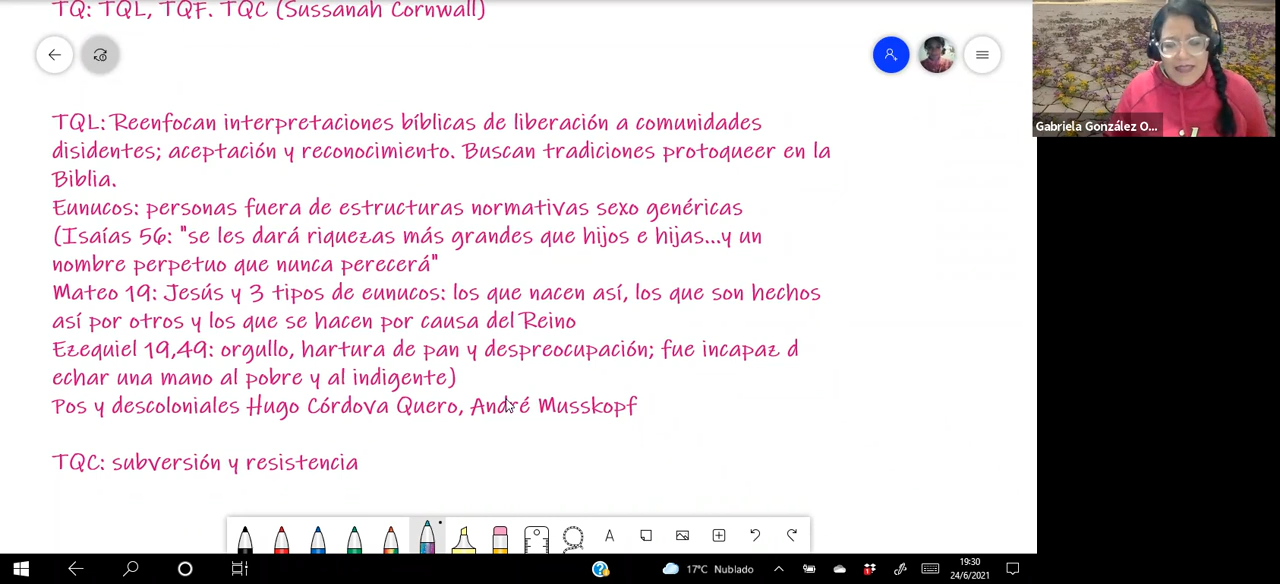 TQ: TQL, TQF. TQC (Sussanah Cornwall)
TQL: Reenfocan interpretaciones bíblicas de liberación a comunidades
disidentes; aceptación y reconocimiento. Buscan tradiciones protoqueer en la
Biblia.
Eunucos: personas fuera de estructuras normativas sexo genéricas
(Isaías 56: "se les dará riquezas más grandes que hijos e hijas...y un
nombre perpetuo que nunca perecerá"
Mateo 19: Jesús y 3 tipos de eunucos: los que nacen así, los que son hechos
así por otros y los que se hacen por causa del Reino
Ezequiel 19,49: orgullo, hartura de pan y despreocupación; fue incapaz d
echar una mano al pobre y al indigente)
Pos y descoloniales Hugo Córdova Quero, André Musskopf
TQC: subversión y resistencia
Gabriela González O...
A
17°C Nublado
19:30
24/6/2021